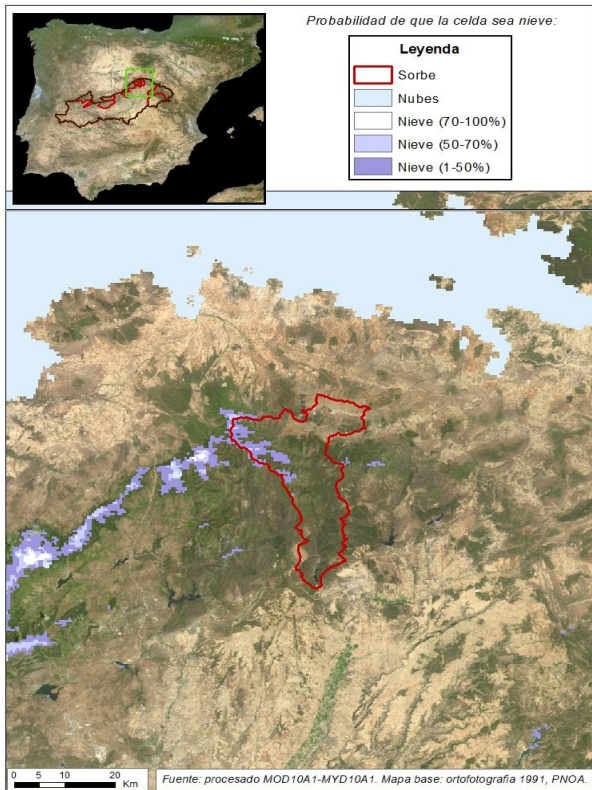 Probabilidad de que la celda sea nieve:
Leyenda
Sorbe
Nubes
Nieve (70-100%)
Nieve (50-70%)
Nieve (1-50%)
0 5 10 20
Km
Fuente: procesado MOD10A1-MYD10A1. Mapa base: ortofotografia 1991, PNOA.